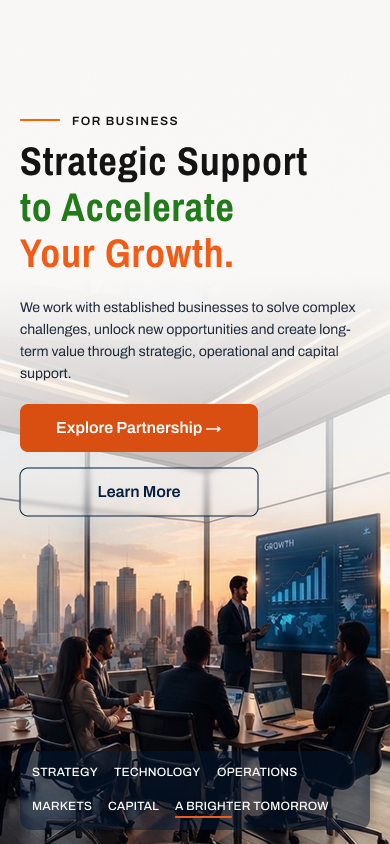 FOR BUSINESS
Strategic Support
to Accelerate
Your Growth.
We work with established businesses to solve complex
challenges, unlock new opportunities and create long-
term value through strategic, operational and capital
support.
Explore Partnership →
Learn More
GROWTH
STRATEGY TECHNOLOGY OPERATIONS
MARKETS CAPITAL A BRIGHTER TOMORROW